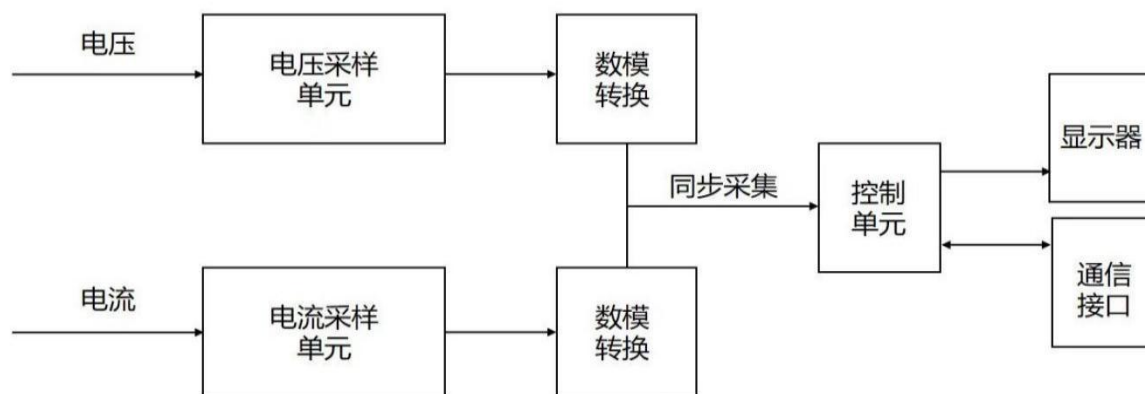 电压
电压采样
单元
数模
转换
同步采集
控制
单元
显示器
通信
接口
电流
电流采样
单元
数模
转换